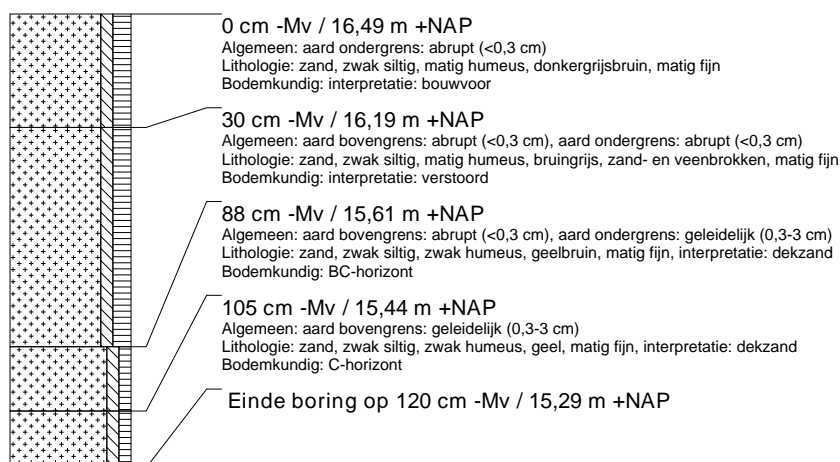 0 cm -Mv / 16,49 m +NAP
Algemeen: aard ondergrens: abrupt (<0,3 cm)
Lithologie: zand, zwak siltig, matig humeus, donkergrijsbruin, matig fijn
Bodemkundig: interpretatie: bouwvoor
30 cm -Mv / 16,19 m +NAP
Algemeen: aard bovengrens: abrupt (<0,3 cm), aard ondergrens: abrupt (<0,3 cm)
Lithologie: zand, zwak siltig, matig humeus, bruingrijs, zand- en veenbrokken, matig fijn
Bodemkundig: interpretatie: verstoord
88 cm -Mv / 15,61 m +NAP
Algemeen: aard bovengrens: abrupt (<0,3 cm), aard ondergrens: geleidelijk (0,3-3 cm)
Lithologie: zand, zwak siltig, zwak humeus, geelbruin, matig fijn, interpretatie: dekzand
Bodemkundig: BC-horizont
105 cm -Mv / 15,44 m +NAP
Algemeen: aard bovengrens: geleidelijk (0,3-3 cm)
Lithologie: zand, zwak siltig, zwak humeus, geel, matig fijn, interpretatie: dekzand
Bodemkundig: C-horizont
Einde boring op 120 cm -Mv / 15,29 m +NAP